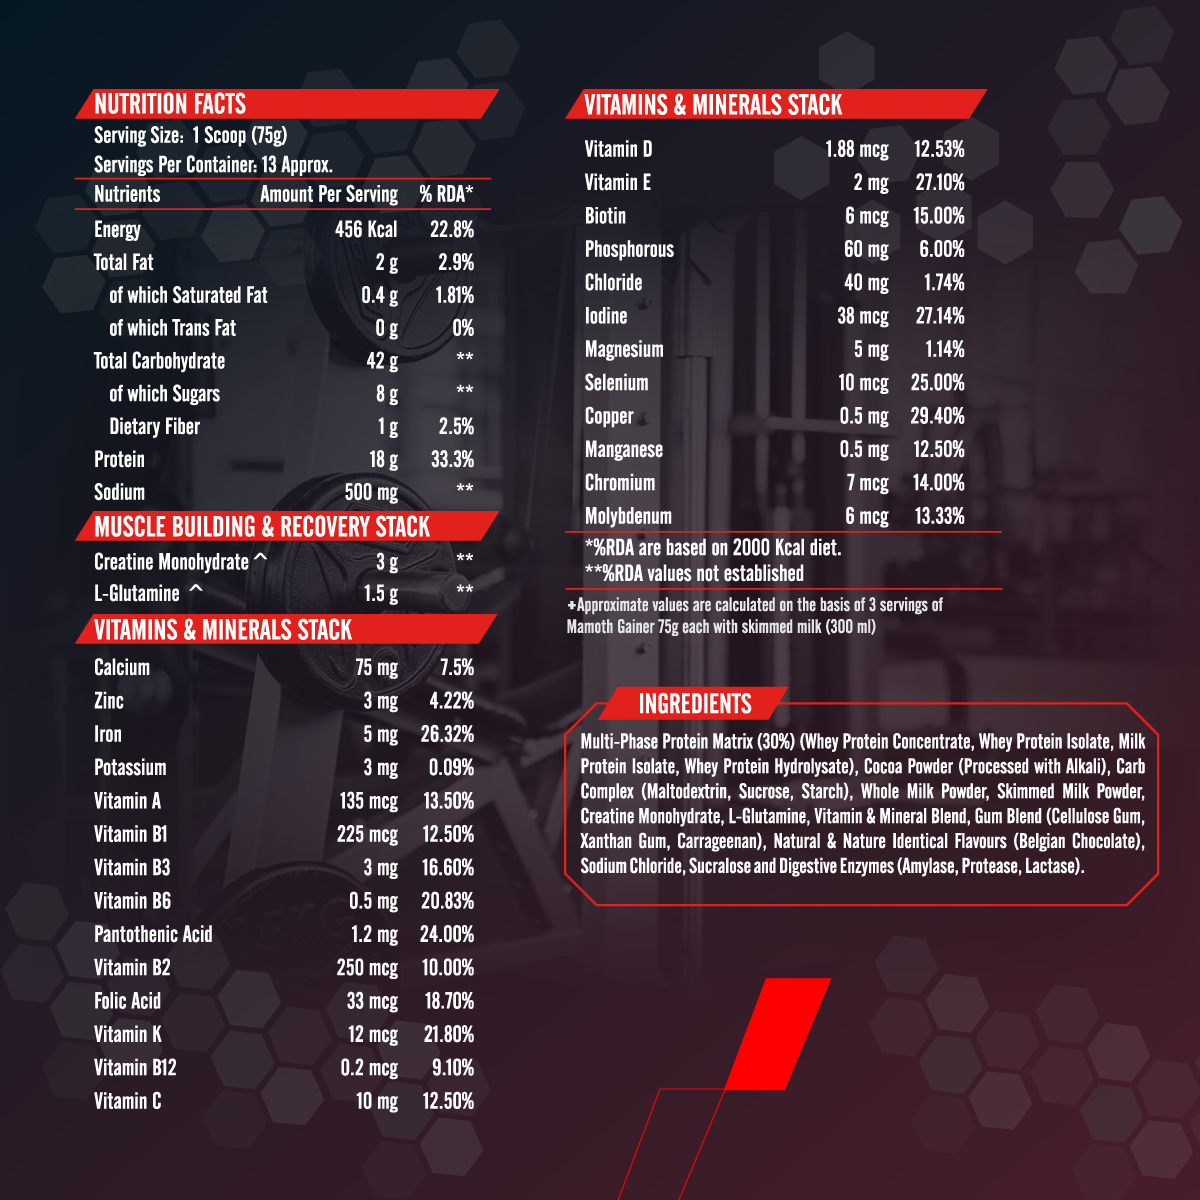 NUTRITION FACTS
Serving Size: 1 Scoop (75g)
Servings Per Container: 13 Approx.
Nutrients Amount Per Serving % RDA*
Energy 456 Kcal 22.8%
Total Fat 2 g 2.9%
of which Saturated Fat 0.4 g 1.81%
of which Trans Fat 0 g 0%
Total Carbohydrate 42 g **
of which Sugars 8 g **
Dietary Fiber 1 g 2.5%
Protein 18 g 33.3%
Sodium 500 mg **
MUSCLE BUILDING & RECOVERY STACK
Creatine Monohydrate ^ 3 g **
L-Glutamine ^ 1.5 g **
VITAMINS & MINERALS STACK
Calcium 75 mg 7.5%
Zinc 3 mg 4.22%
Iron 5 mg 26.32%
Potassium 3 mg 0.09%
Vitamin A 135 mcg 13.50%
Vitamin B1 225 mcg 12.50%
Vitamin B3 3 mg 16.60%
Vitamin B6 0.5 mg 20.83%
Pantothenic Acid 1.2 mg 24.00%
Vitamin B2 250 mcg 10.00%
Folic Acid 33 mcg 18.70%
Vitamin K 12 mcg 21.80%
Vitamin B12 0.2 mcg 9.10%
Vitamin C 10 mg 12.50%
VITAMINS & MINERALS STACK
Vitamin D 1.88 mcg 12.53%
Vitamin E 2 mg 27.10%
Biotin 6 mcg 15.00%
Phosphorous 60 mg 6.00%
Chloride 40 mg 1.74%
Iodine 38 mcg 27.14%
Magnesium 5 mg 1.14%
Selenium 10 mcg 25.00%
Copper 0.5 mg 29.40%
Manganese 0.5 mg 12.50%
Chromium 7 mcg 14.00%
Molybdenum 6 mcg 13.33%
*%RDA are based on 2000 Kcal diet.
**%RDA values not established
+Approximate values are calculated on the basis of 3 servings of
Mamoth Gainer 75g each with skimmed milk (300 ml)
INGREDIENTS
Multi-Phase Protein Matrix (30%) (Whey Protein Concentrate, Whey Protein Isolate, Milk
Protein Isolate, Whey Protein Hydrolysate), Cocoa Powder (Processed with Alkali), Carb
Complex (Maltodextrin, Sucrose, Starch), Whole Milk Powder, Skimmed Milk Powder,
Creatine Monohydrate, L-Glutamine, Vitamin & Mineral Blend, Gum Blend (Cellulose Gum,
Xanthan Gum, Carrageenan), Natural & Nature Identical Flavours (Belgian Chocolate),
Sodium Chloride, Sucralose and Digestive Enzymes (Amylase, Protease, Lactase).